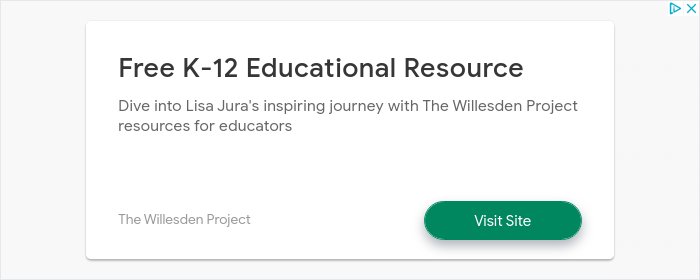 Free K-12 Educational Resource
Dive into Lisa Jura's inspiring journey with The Willesden Project
resources for educators
The Willesden Project
Visit Site